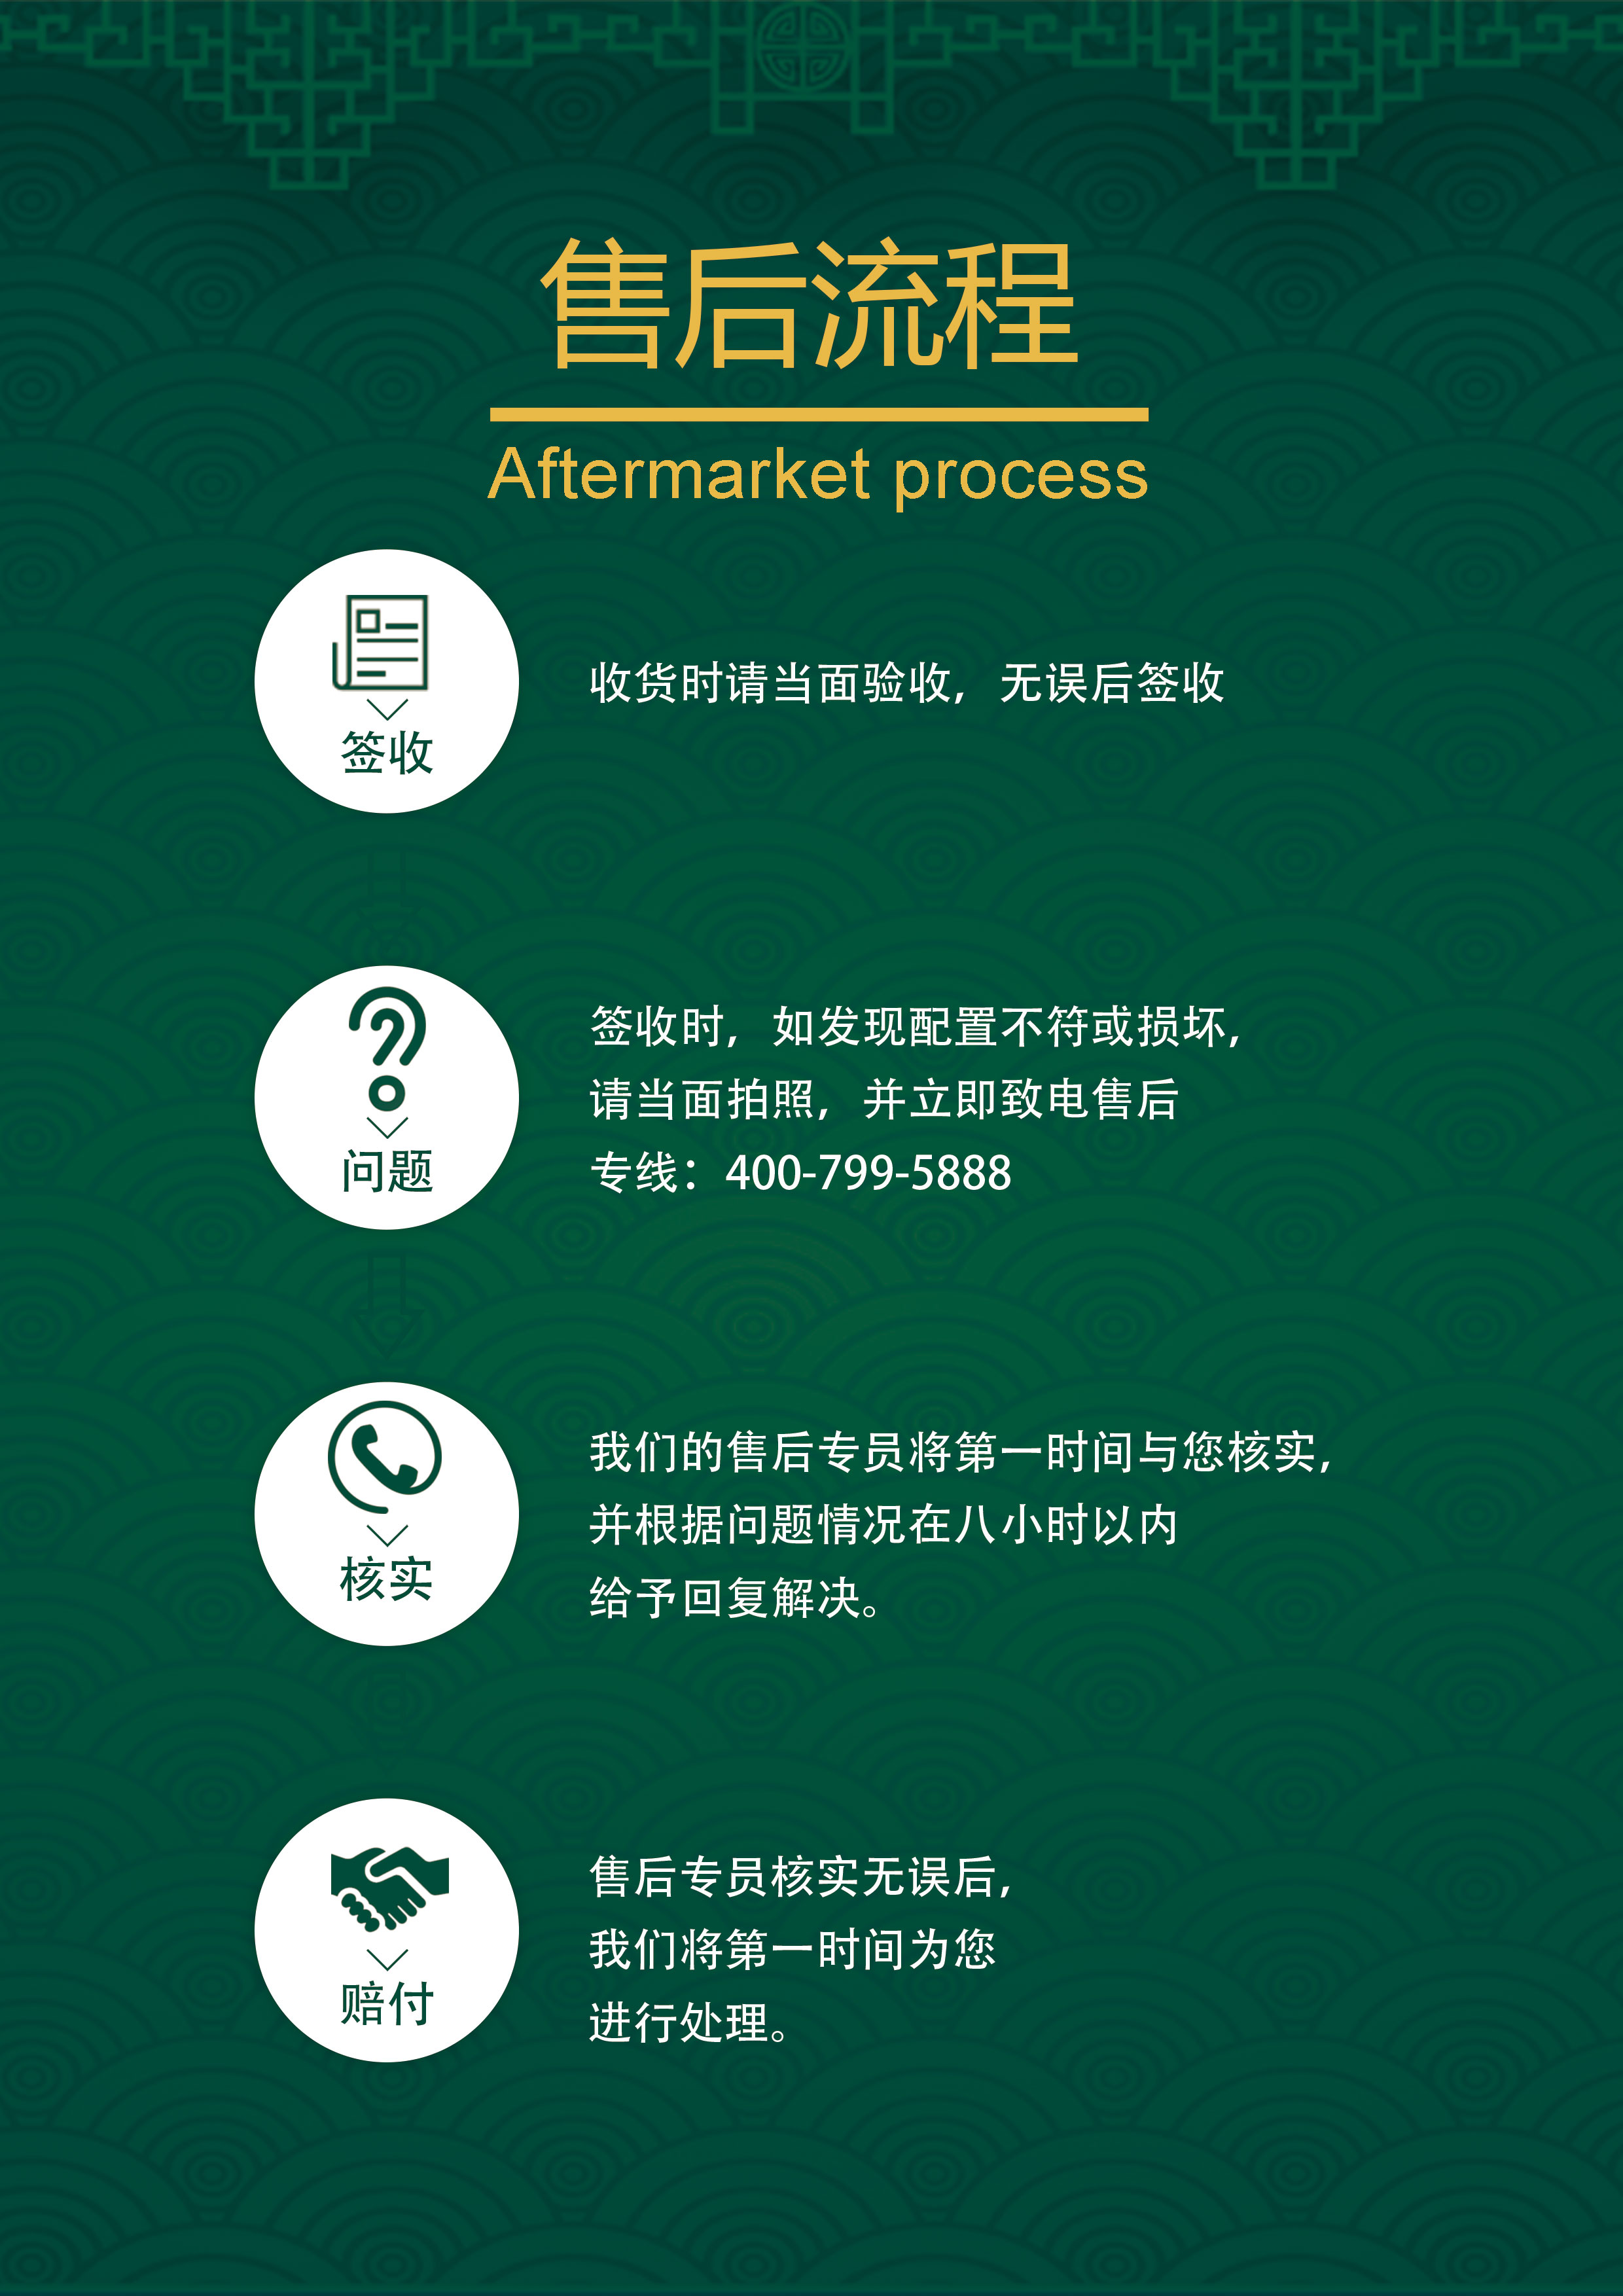 售后流程
Aftermarket process
签收
收货时请当面验收，无误后签收
问题
签收时，如发现配置不符或损坏，
请当面拍照，并立即致电售后
专线：400-799-5888
核实
我们的售后专员将第一时间与您核实，
并根据问题情况在八小时以内
给予回复解决。
赔付
售后专员核实无误后，
我们将第一时间为您
进行处理。